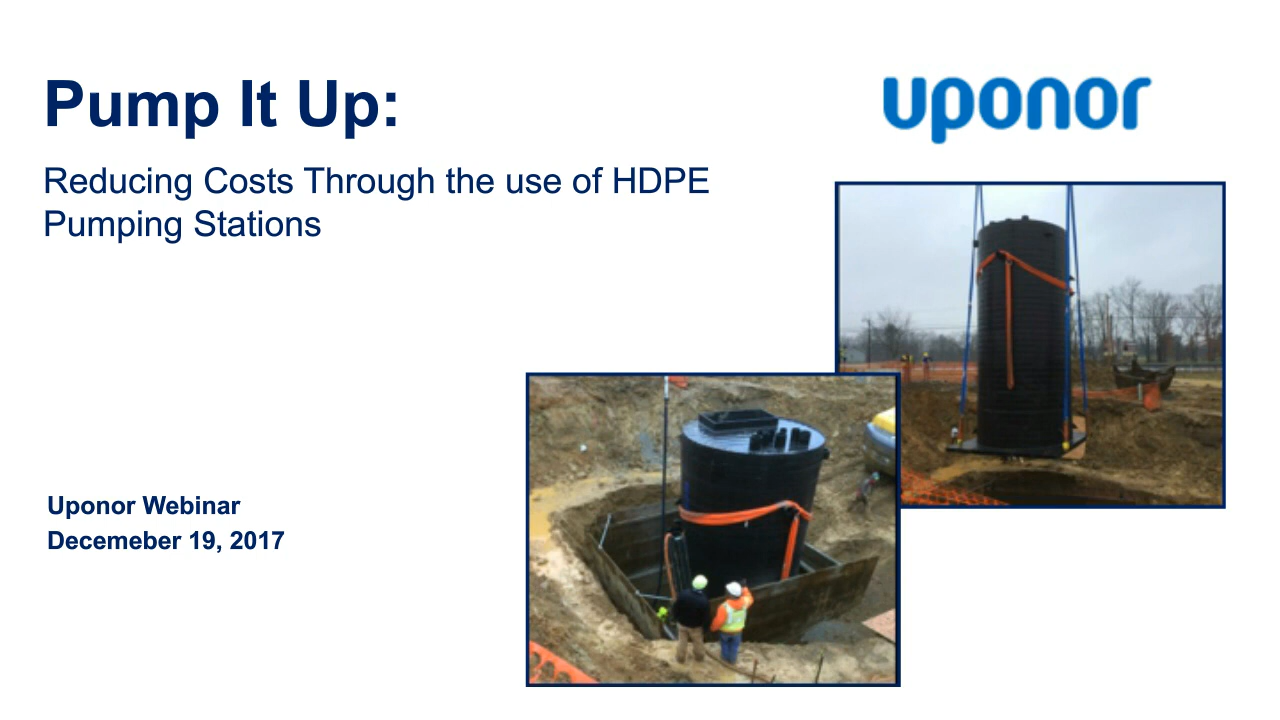 Pump It Up:
uponor
Reducing Costs Through the use of HDPE
Pumping Stations
Uponor Webinar
Decemeber 19, 2017